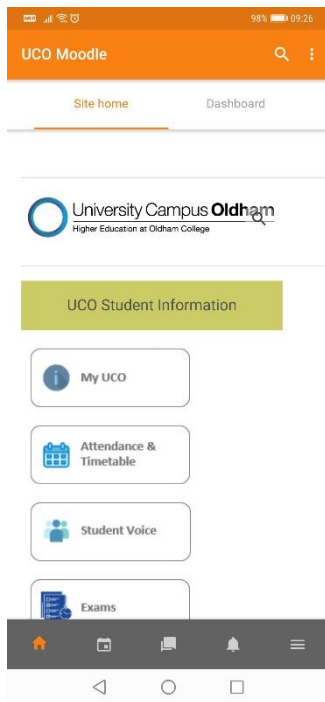 98% 09:26
UCO Moodle
Site home Dashboard
University Campus Oldham
Higher Education at Oldham College
UCO Student Information
My UCO
Attendance &
Timetable
Student Voice
Exams